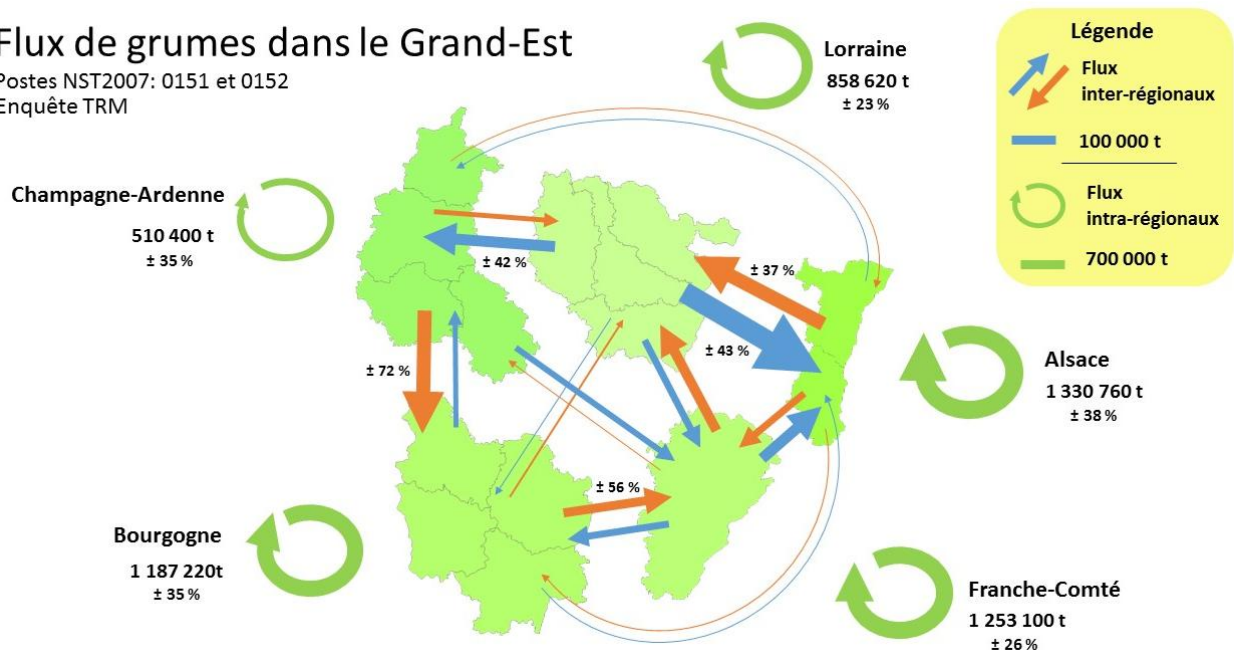 Flux de grumes dans le Grand-Est
Postes NST2007: 0151 et 0152
Enquête TRM
Lorraine
858 620 t
± 23 %
Légende
Flux
inter-régionaux
100 000 t
Flux
intra-régionaux
700 000 t
Champagne-Ardenne
510 400 t
± 35 %
± 42 %
± 37 %
± 43 %
± 72 %
Alsace
1 330 760 t
± 38 %
± 56 %
Bourgogne
1 187 220t
± 35 %
Franche-Comté
1 253 100 t
± 26 %